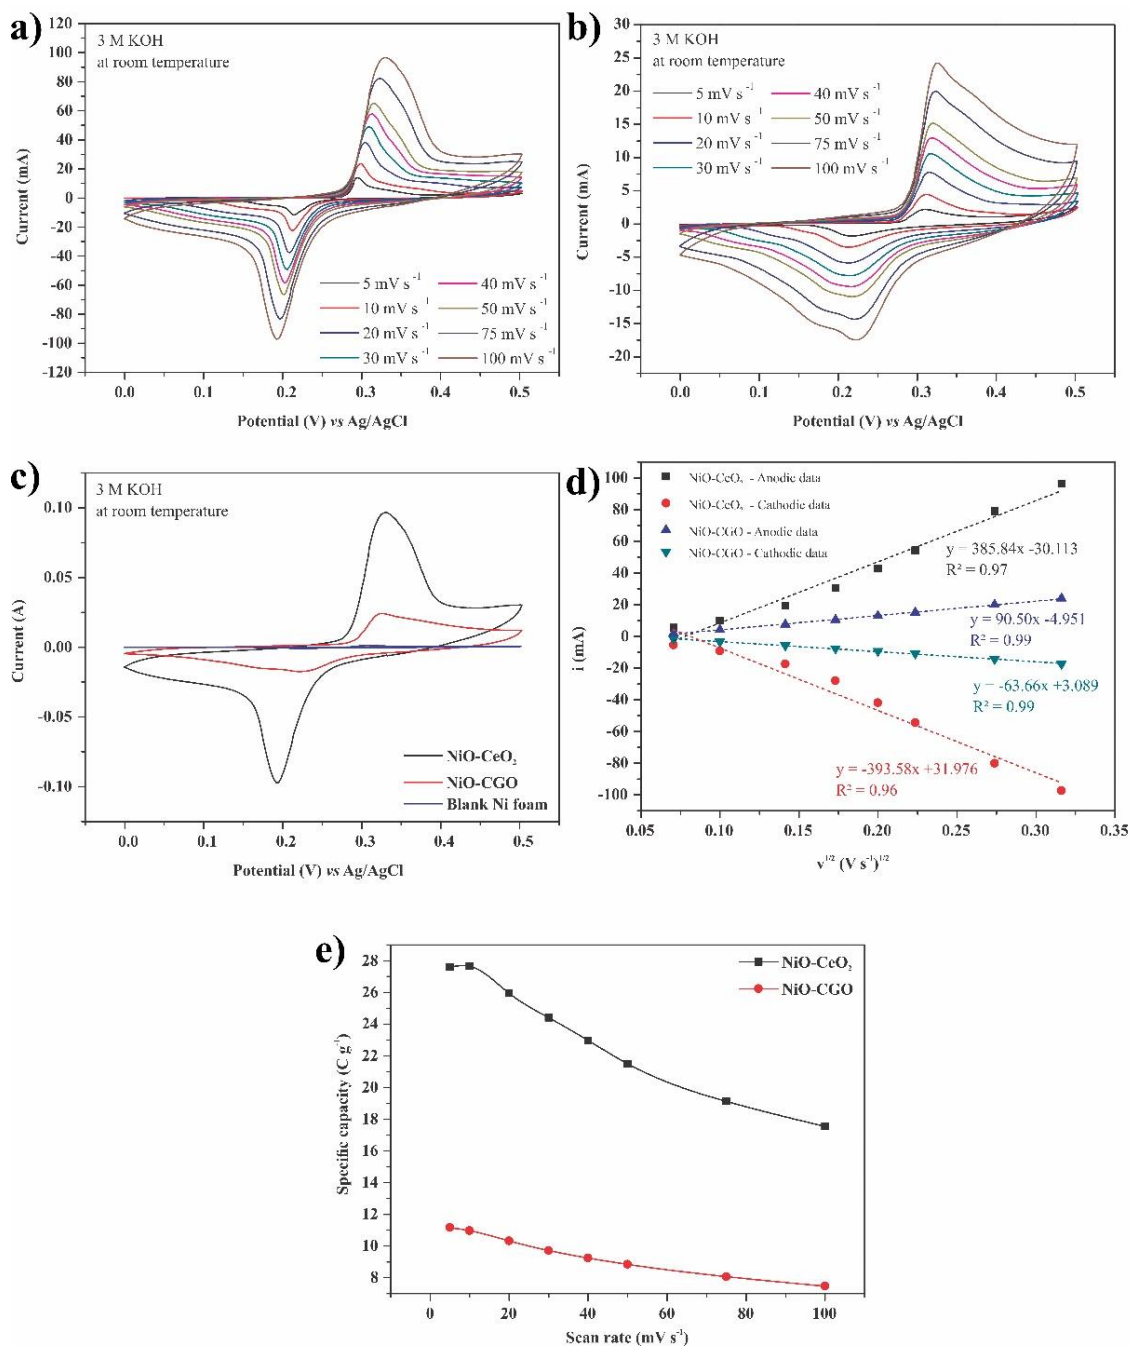 a)
3 M KOH
at room temperature
120
100
80
60
40
20
0
-20
-40
-60
-80
-100
-120
Current (mA)
5 mV s⁻¹
10 mV s⁻¹
20 mV s⁻¹
30 mV s⁻¹
40 mV s⁻¹
50 mV s⁻¹
75 mV s⁻¹
100 mV s⁻¹
0.0 0.1 0.2 0.3 0.4 0.5
Potential (V) vs Ag/AgCl
b)
3 M KOH
at room temperature
30
25
20
15
10
5
0
-5
-10
-15
-20
-25
Current (mA)
5 mV s⁻¹
10 mV s⁻¹
20 mV s⁻¹
30 mV s⁻¹
40 mV s⁻¹
50 mV s⁻¹
75 mV s⁻¹
100 mV s⁻¹
0.0 0.1 0.2 0.3 0.4 0.5
Potential (V) vs Ag/AgCl
c)
3 M KOH
at room temperature
0.10
0.05
0.00
-0.05
-0.10
Current (A)
NiO-CeO₂
NiO-CGO
Blank Ni foam
0.0 0.1 0.2 0.3 0.4 0.5
Potential (V) vs Ag/AgCl
d)
100
80
60
40
20
0
-20
-40
-60
-80
-100
i (mA)
NiO-CeO₂ - Anodic data
NiO-CeO₂ - Cathodic data
NiO-CGO - Anodic data
NiO-CGO - Cathodic data
y = 385.84x -30.113
R² = 0.97
y = 90.50x -4.951
R² = 0.99
y = -63.66x +3.089
R² = 0.99
y = -393.58x +31.976
R² = 0.96
0.05 0.10 0.15 0.20 0.25 0.30 0.35
v¹ᐟ² (V s⁻¹)¹ᐟ²
e)
28
26
24
22
20
18
16
14
12
10
8
Specific capacity (C g⁻¹)
NiO-CeO₂
NiO-CGO
0 20 40 60 80 100
Scan rate (mV s⁻¹)